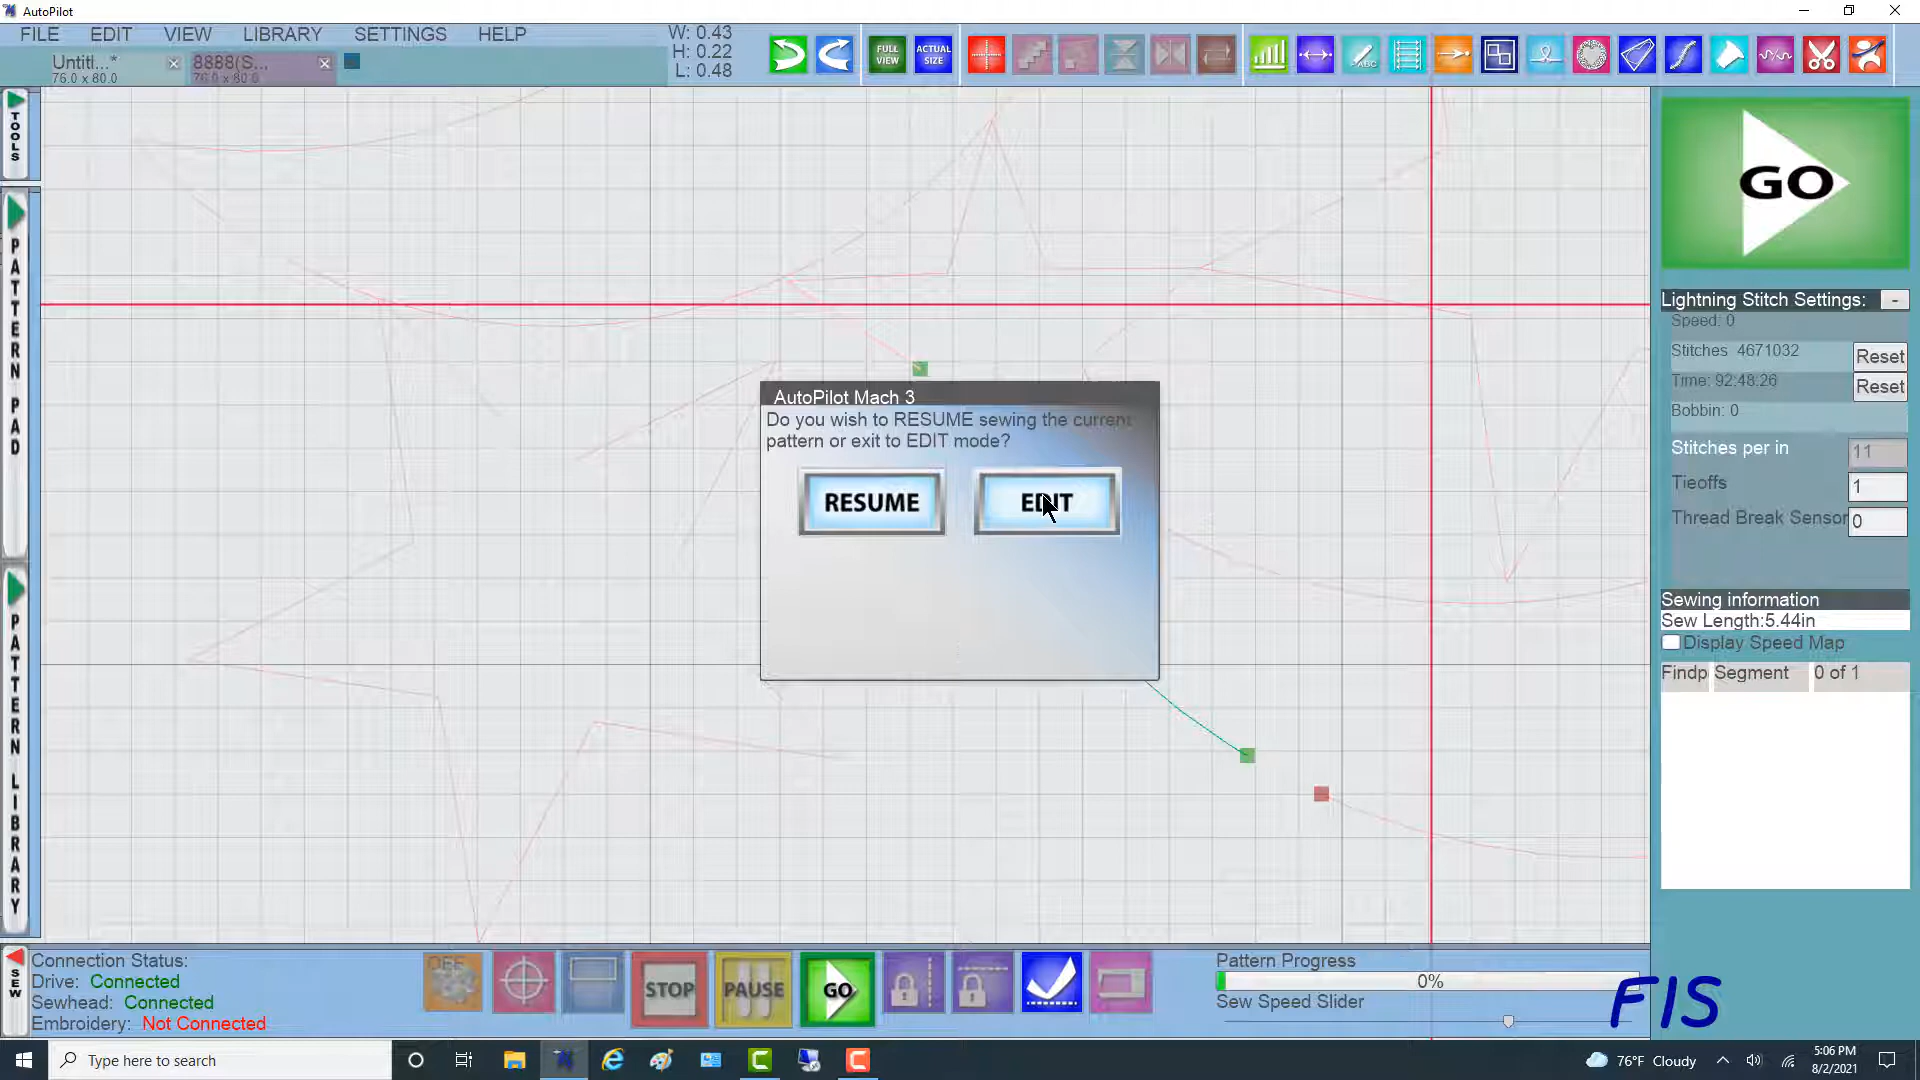 AutoPilot
FILE EDIT VIEW LIBRARY SETTINGS HELP
W: 0.43
H: 0.22
L: 0.48
FULL VIEW
ACTUAL SIZE
ABC
Untitl...*
76.0 x 80.0
8888(S...
76.0 x 80.0
TOOLS
PATTERN PAD
PATTERN LIBRARY
SEW
GO
Lightning Stitch Settings: -
Speed: 0
Stitches 4671032 Reset
Time: 92:48:26 Reset
Bobbin: 0
Stitches per in 11
Tieoffs 1
Thread Break Sensor 0
Sewing information
Sew Length:5.44in
Display Speed Map
Findp Segment 0 of 1
AutoPilot Mach 3
Do you wish to RESUME sewing the current
pattern or exit to EDIT mode?
RESUME EDIT
Connection Status:
Drive: Connected
Sewhead: Connected
Embroidery: Not Connected
OFF
STOP
PAUSE
GO
Pattern Progress
0%
Sew Speed Slider
FIS
Type here to search
76°F Cloudy
5:06 PM
8/2/2021